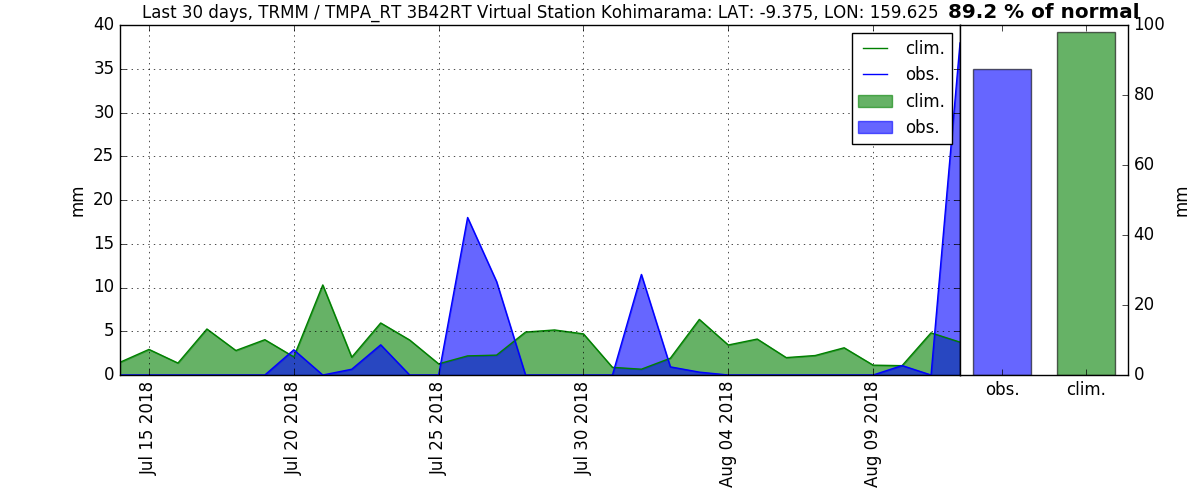 Last 30 days, TRMM / TMPA_RT 3B42RT Virtual Station Kohimarama: LAT: -9.375, LON: 159.625
89.2 % of normal
40
35
30
25
20
15
10
5
0
mm
clim.
obs.
clim.
obs.
100
80
60
40
20
0
mm
obs.
clim.
Jul 15 2018
Jul 20 2018
Jul 25 2018
Jul 30 2018
Aug 04 2018
Aug 09 2018